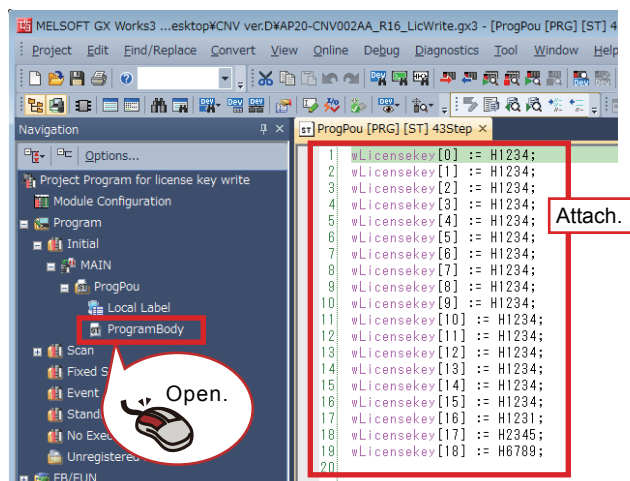 MELSOFT GX Works3 ...esktop¥CNV ver.D¥AP20-CNV002AA_R16_LicWrite.gx3 - [ProgPou [PRG] [ST] 4
Project Edit Find/Replace Convert View Online Debug Diagnostics Tool Window Help
Navigation
ProgPou [PRG] [ST] 43Step
Options...
Project Program for license key write
Module Configuration
Program
Initial
MAIN
ProgPou
Local Label
ProgramBody
Scan
Fixed S
Event
Stand
No Exec
Unregistered
FB/FUN
Open.
1 wLicensekey[0] := H1234;
2 wLicensekey[1] := H1234;
3 wLicensekey[2] := H1234;
4 wLicensekey[3] := H1234;
5 wLicensekey[4] := H1234;
6 wLicensekey[5] := H1234;
7 wLicensekey[6] := H1234;
8 wLicensekey[7] := H1234;
9 wLicensekey[8] := H1234;
10 wLicensekey[9] := H1234;
11 wLicensekey[10] := H1234;
12 wLicensekey[11] := H1234;
13 wLicensekey[12] := H1234;
14 wLicensekey[13] := H1234;
15 wLicensekey[14] := H1234;
16 wLicensekey[15] := H1234;
17 wLicensekey[16] := H1231;
18 wLicensekey[17] := H2345;
19 wLicensekey[18] := H6789;
20
Attach.